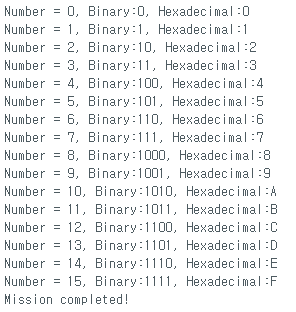 Number = 0, Binary:0, Hexadecimal:0
Number = 1, Binary:1, Hexadecimal:1
Number = 2, Binary:10, Hexadecimal:2
Number = 3, Binary:11, Hexadecimal:3
Number = 4, Binary:100, Hexadecimal:4
Number = 5, Binary:101, Hexadecimal:5
Number = 6, Binary:110, Hexadecimal:6
Number = 7, Binary:111, Hexadecimal:7
Number = 8, Binary:1000, Hexadecimal:8
Number = 9, Binary:1001, Hexadecimal:9
Number = 10, Binary:1010, Hexadecimal:A
Number = 11, Binary:1011, Hexadecimal:B
Number = 12, Binary:1100, Hexadecimal:C
Number = 13, Binary:1101, Hexadecimal:D
Number = 14, Binary:1110, Hexadecimal:E
Number = 15, Binary:1111, Hexadecimal:F
Mission completed!